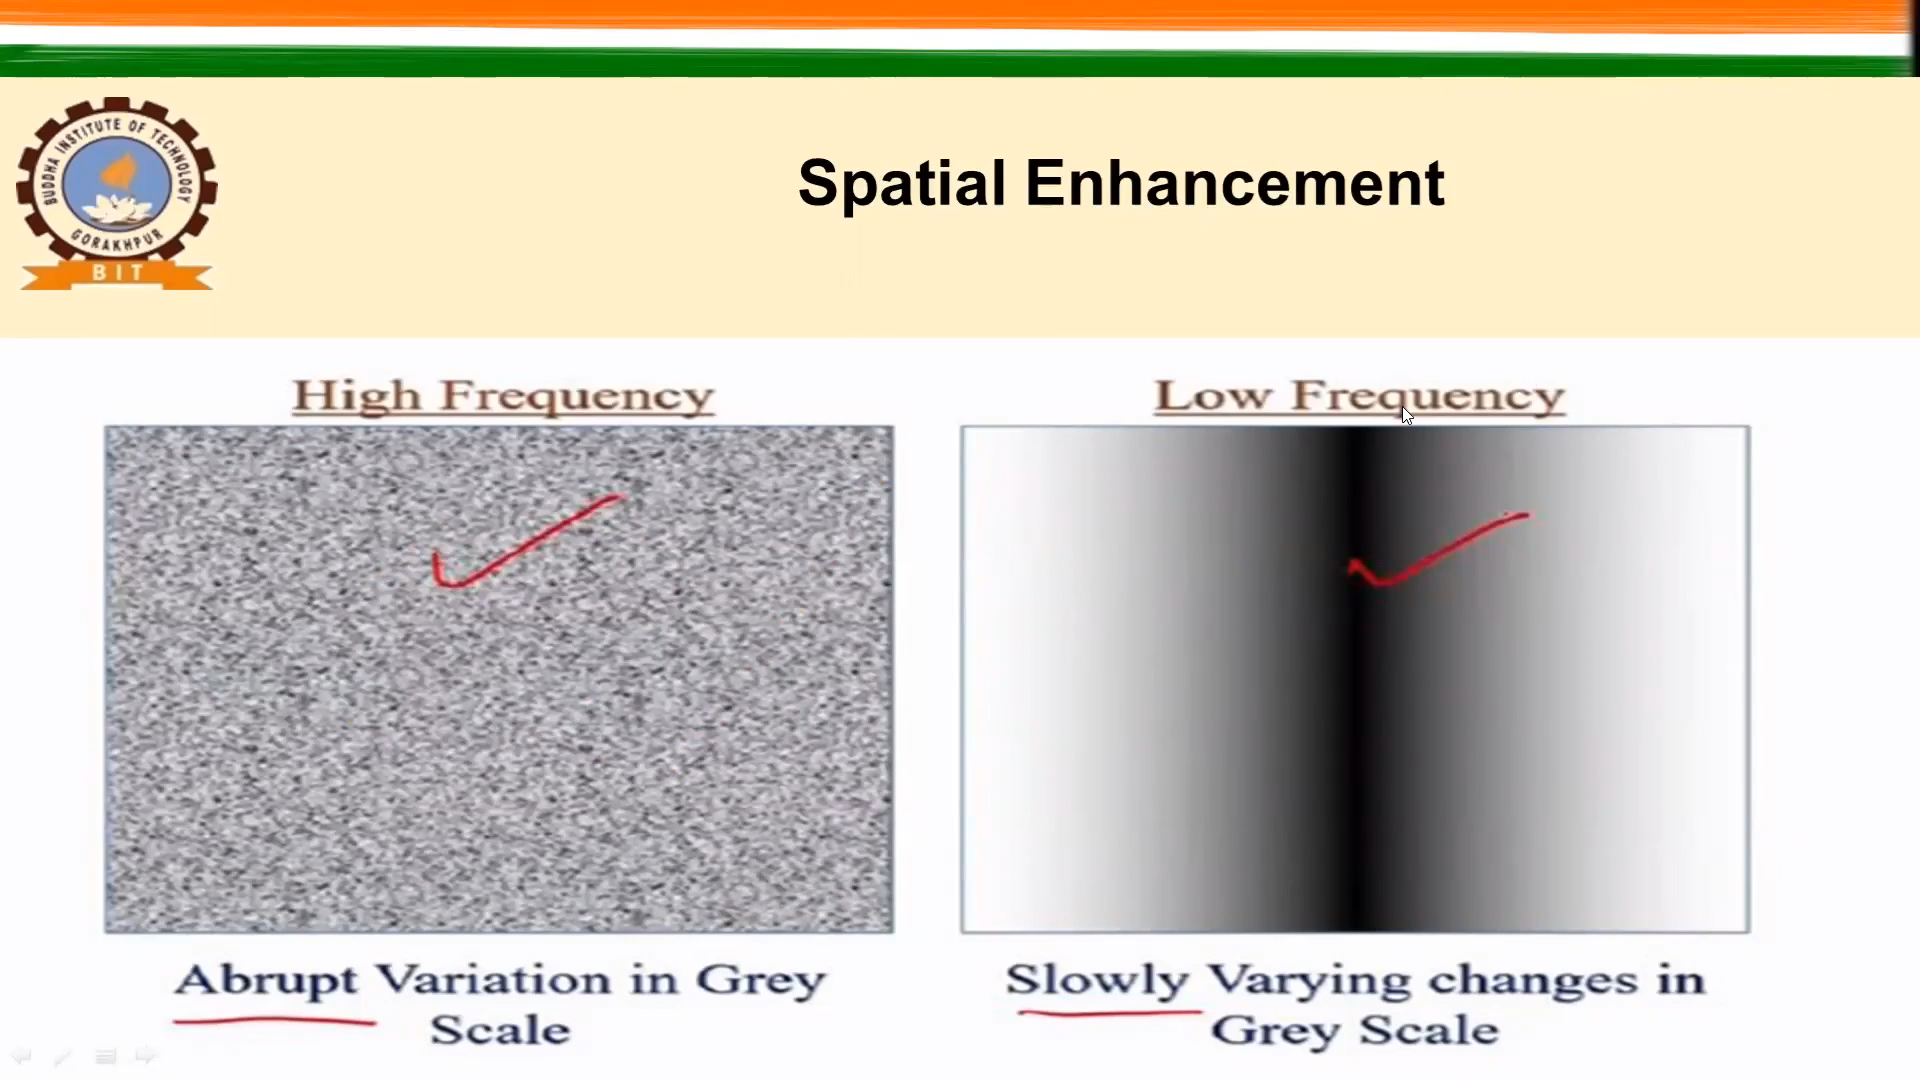 BUDDHA INSTITUTE OF TECHNOLOGY
GORAKHPUR
BIT
Spatial Enhancement
High Frequency
Low Frequency
Abrupt Variation in Grey
Scale
Slowly Varying changes in
Grey Scale